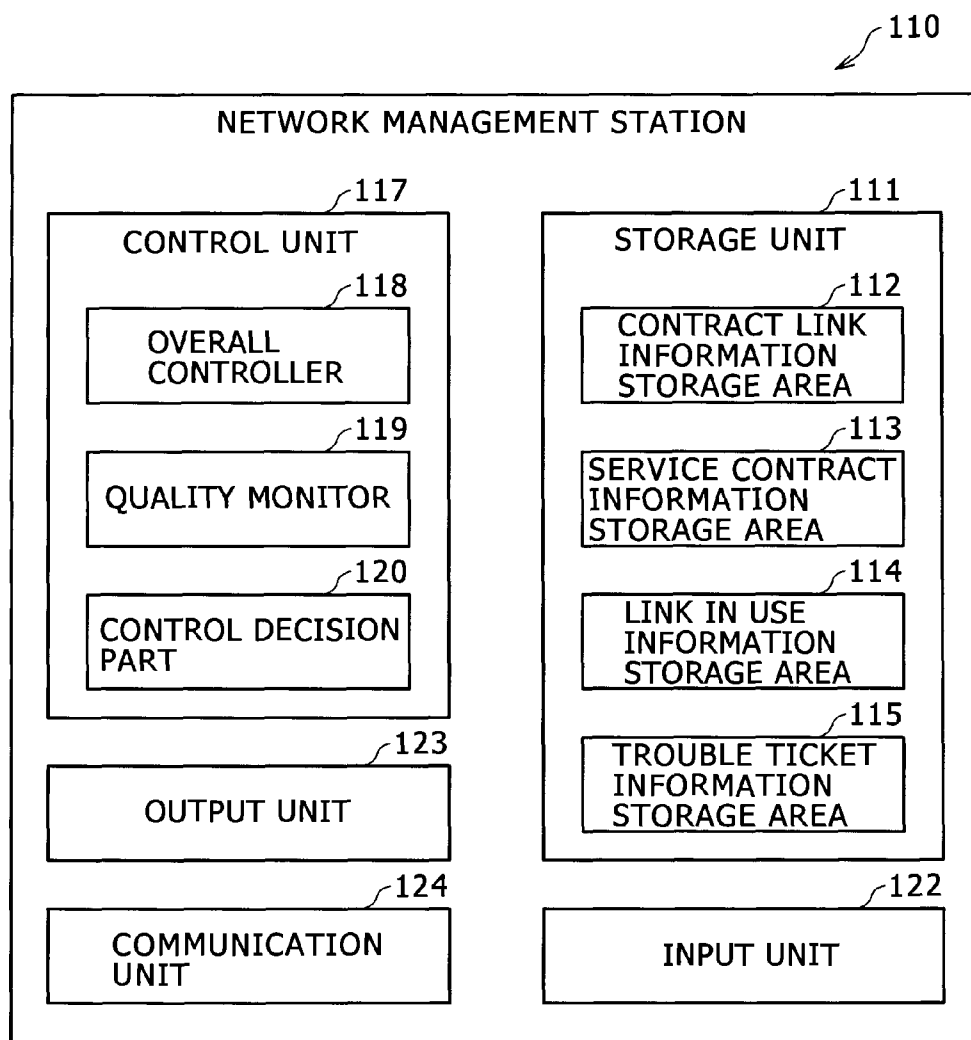 110
NETWORK MANAGEMENT STATION
117
CONTROL UNIT
118
OVERALL
CONTROLLER
119
QUALITY MONITOR
120
CONTROL DECISION
PART
123
OUTPUT UNIT
124
COMMUNICATION
UNIT
111
STORAGE UNIT
112
CONTRACT LINK
INFORMATION
STORAGE AREA
113
SERVICE CONTRACT
INFORMATION
STORAGE AREA
114
LINK IN USE
INFORMATION
STORAGE AREA
115
TROUBLE TICKET
INFORMATION
STORAGE AREA
122
INPUT UNIT